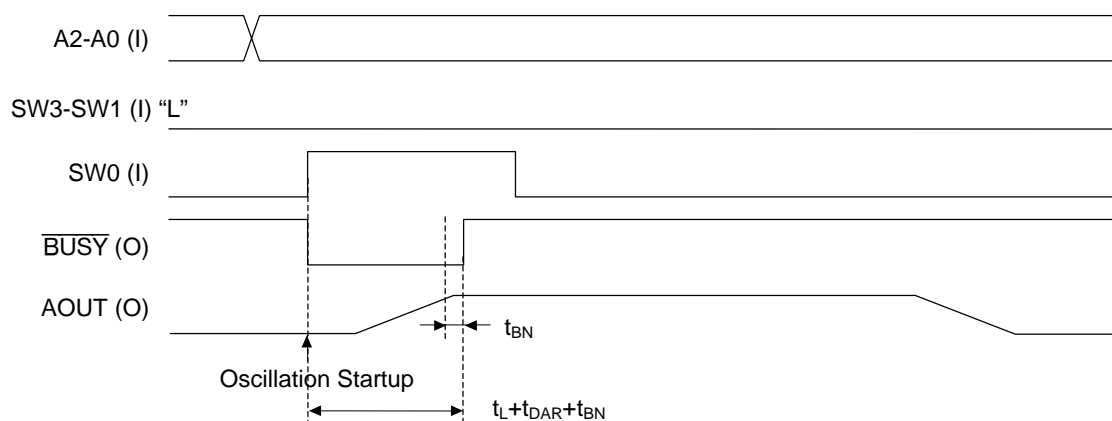 A2-A0 (I)
SW3-SW1 (I) “L”
SW0 (I)
BUSY (O)
AOUT (O)
tBN
Oscillation Startup
tL+tDAR+tBN